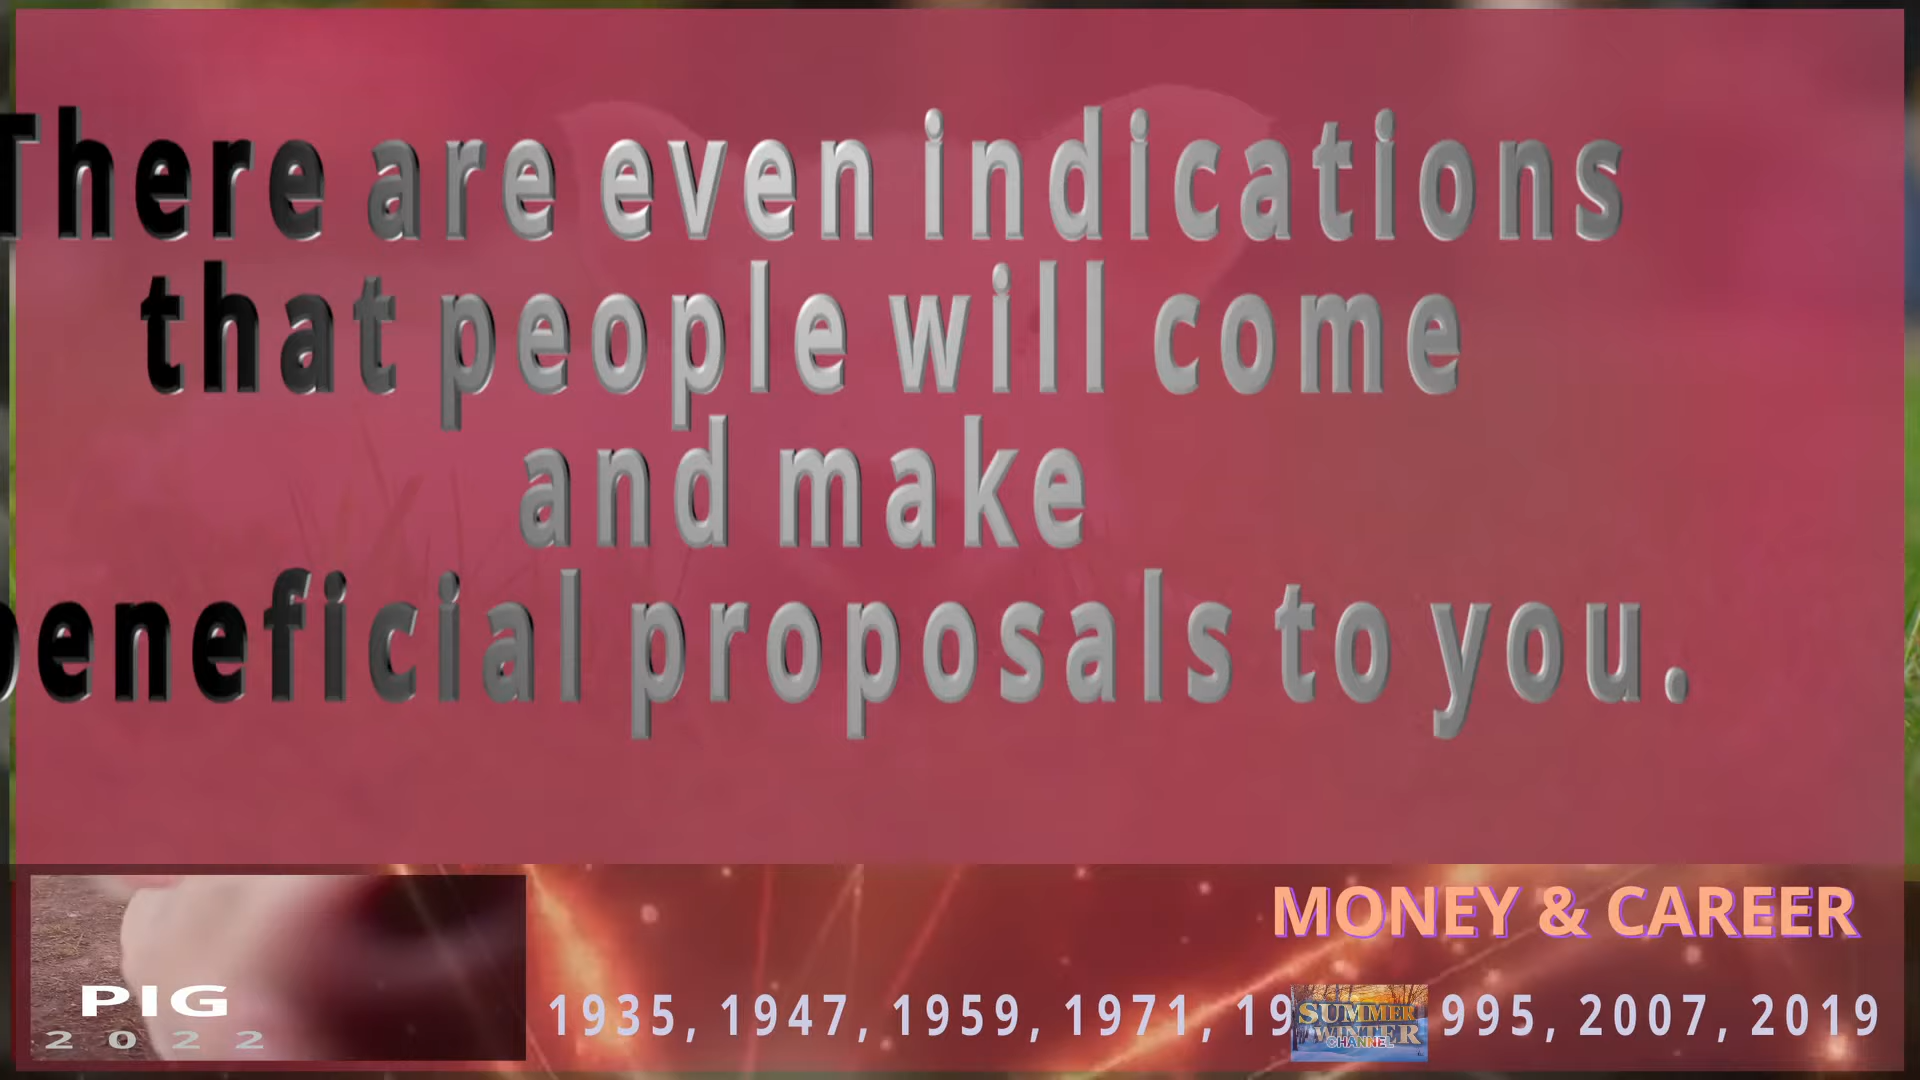 There are even indications
that people will come
and make
beneficial proposals to you.
MONEY & CAREER
PIG
2022
1935, 1947, 1959, 1971, 19 995, 2007, 2019
SUMMER
WINTER
CHANNEL